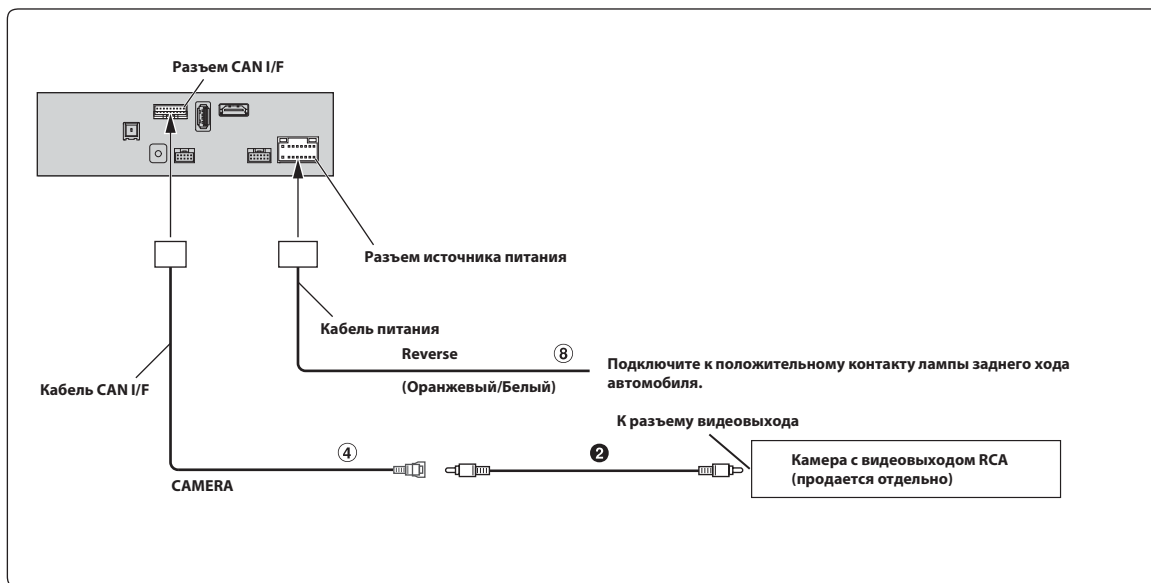 Разъем CAN I/F
Разъем источника питания
Кабель питания
Reverse
⑧
(Оранжевый/Белый)
Подключите к положительному контакту лампы заднего хода
автомобиля.
Кабель CAN I/F
К разъему видеовыхода
④
❷
CAMERA
Камера с видеовыходом RCA
(продается отдельно)